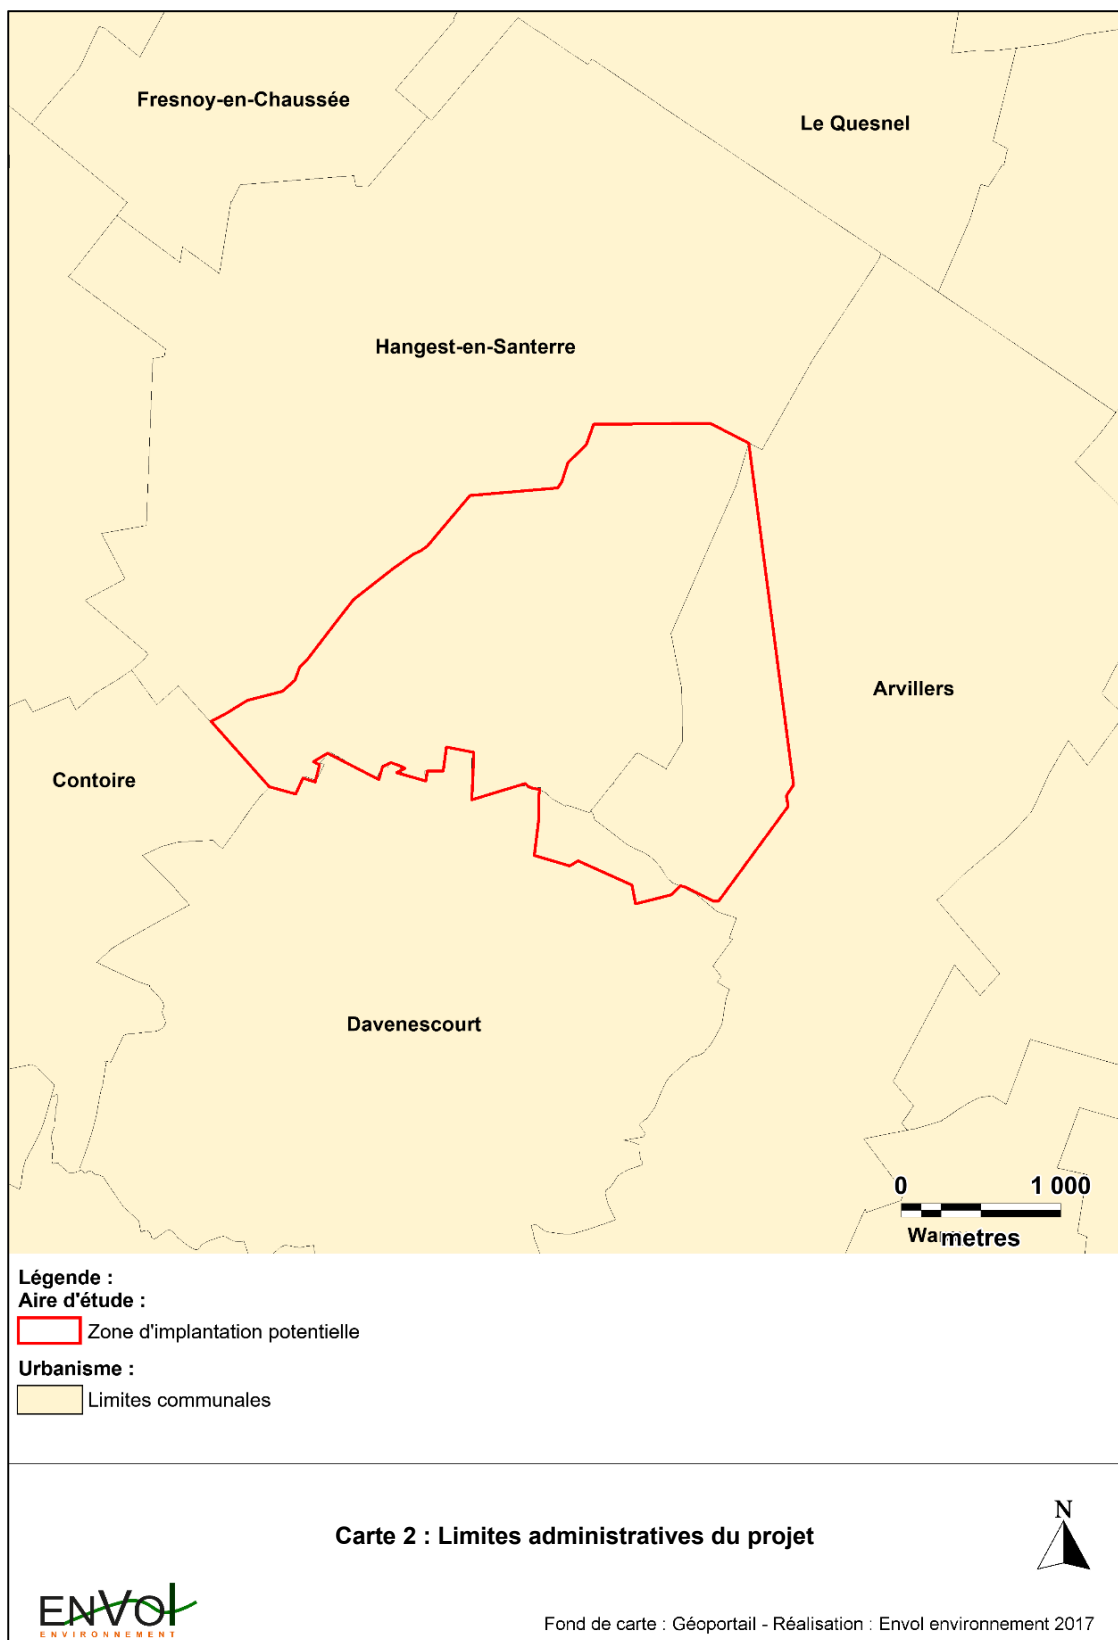 Fresnoy-en-Chaussée
Le Quesnel
Hangest-en-Santerre
Arvillers
Contoire
Davenescourt
0 1 000
metres
Légende :
Aire d'étude :
Zone d'implantation potentielle
Urbanisme :
Limites communales
N
Carte 2 : Limites administratives du projet
ENVOl
ENVIRONNEMENT
Fond de carte : Géoportail - Réalisation : Envol environnement 2017